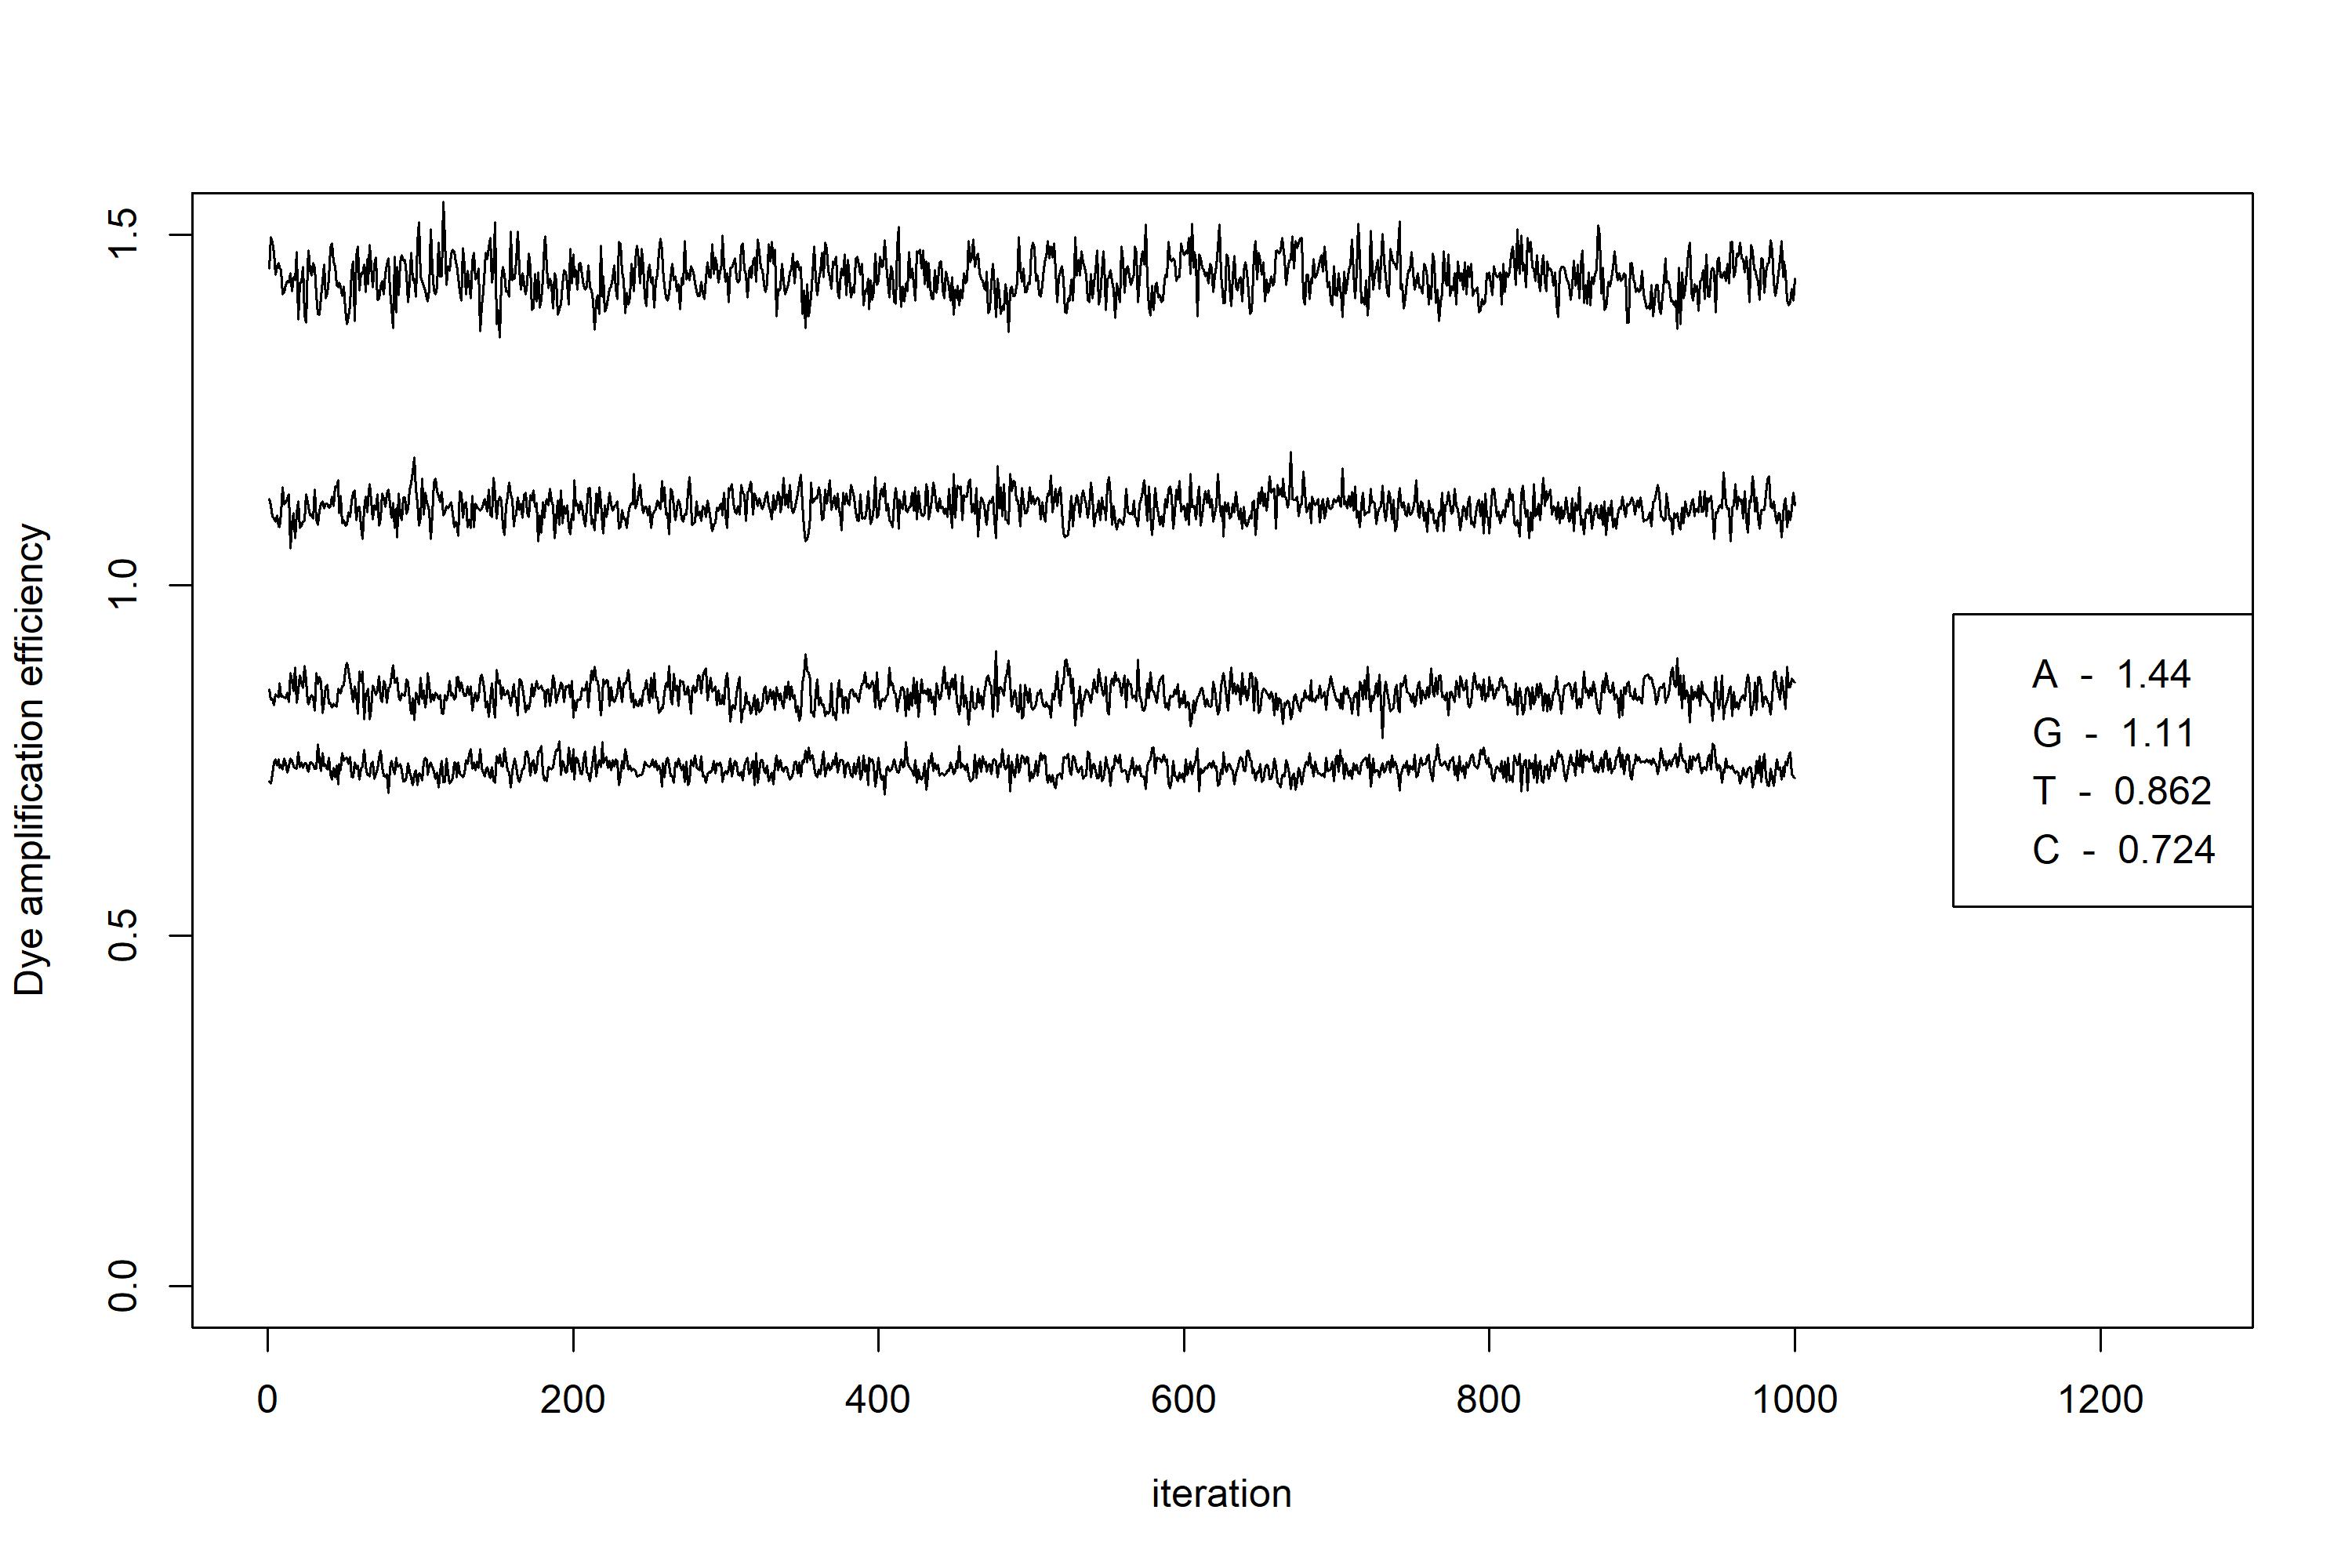 Dye amplification efficiency
1.5
1.0
0.5
0.0
A - 1.44
G - 1.11
T - 0.862
C - 0.724
0 200 400 600 800 1000 1200
iteration